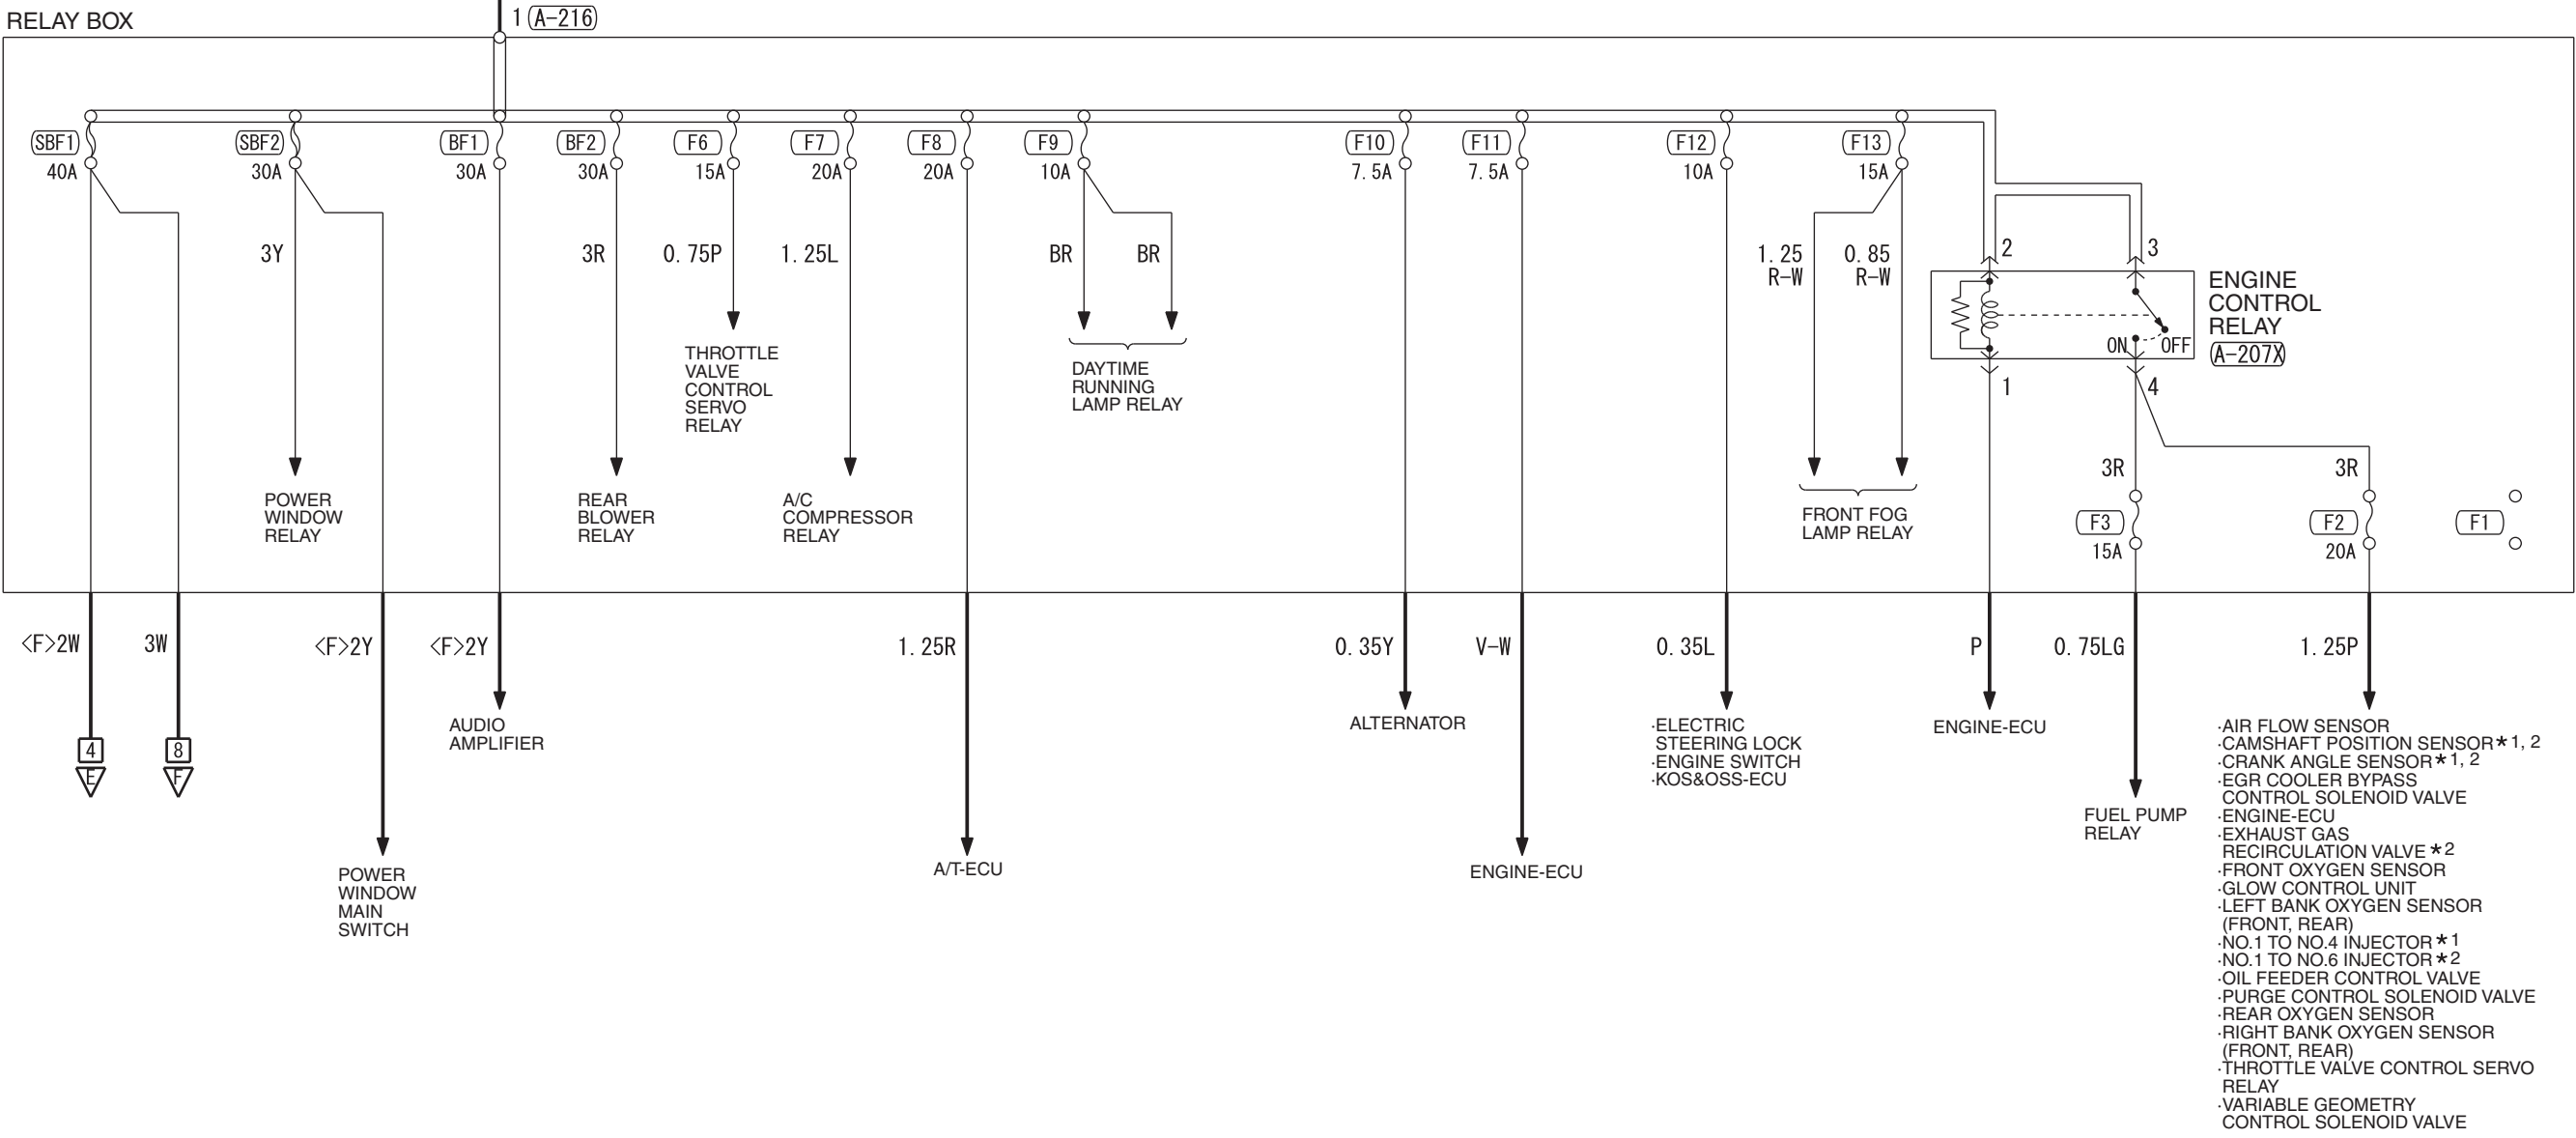 RELAY BOX
1 A-216
SBF1
40A
SBF2
30A
BF1
30A
BF2
30A
F6
15A
F7
20A
F8
20A
F9
10A
F10
7.5A
F11
7.5A
F12
10A
F13
15A
3Y
3R
0.75P
1.25L
BR
BR
1.25
R-W
0.85
R-W
2
3
ENGINE
CONTROL
RELAY
A-207X
ON
OFF
1
4
THROTTLE
VALVE
CONTROL
SERVO
RELAY
DAYTIME
RUNNING
LAMP RELAY
POWER
WINDOW
RELAY
REAR
BLOWER
RELAY
A/C
COMPRESSOR
RELAY
FRONT FOG
LAMP RELAY
3R
3R
F3
15A
F2
20A
F1
<F>2W
3W
<F>2Y
<F>2Y
1.25R
0.35Y
V-W
0.35L
P
0.75LG
1.25P
4
E
8
F
AUDIO
AMPLIFIER
POWER
WINDOW
MAIN
SWITCH
A/T-ECU
ALTERNATOR
ENGINE-ECU
·ELECTRIC
STEERING LOCK
·ENGINE SWITCH
·KOS&OSS-ECU
ENGINE-ECU
FUEL PUMP
RELAY
·AIR FLOW SENSOR
·CAMSHAFT POSITION SENSOR★1, 2
·CRANK ANGLE SENSOR★1, 2
·EGR COOLER BYPASS
CONTROL SOLENOID VALVE
·ENGINE-ECU
·EXHAUST GAS
RECIRCULATION VALVE★2
·FRONT OXYGEN SENSOR
·GLOW CONTROL UNIT
·LEFT BANK OXYGEN SENSOR
(FRONT, REAR)
·NO.1 TO NO.4 INJECTOR★1
·NO.1 TO NO.6 INJECTOR★2
·OIL FEEDER CONTROL VALVE
·PURGE CONTROL SOLENOID VALVE
·REAR OXYGEN SENSOR
·RIGHT BANK OXYGEN SENSOR
(FRONT, REAR)
·THROTTLE VALVE CONTROL SERVO
RELAY
·VARIABLE GEOMETRY
CONTROL SOLENOID VALVE